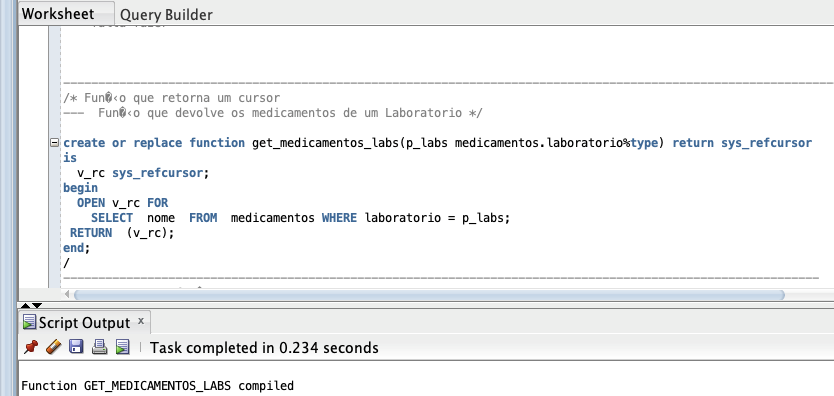 Worksheet Query Builder
--------------------------------------------------------------------------------
/* Fun�‹o que retorna um cursor
--- Fun�‹o que devolve os medicamentos de um Laboratorio */
create or replace function get_medicamentos_labs(p_labs medicamentos.laboratorio%type) return sys_refcursor
is
v_rc sys_refcursor;
begin
OPEN v_rc FOR
SELECT nome FROM medicamentos WHERE laboratorio = p_labs;
RETURN (v_rc);
end;
/
--------------------------------------------------------------------------------
Script Output x
Task completed in 0.234 seconds
Function GET_MEDICAMENTOS_LABS compiled